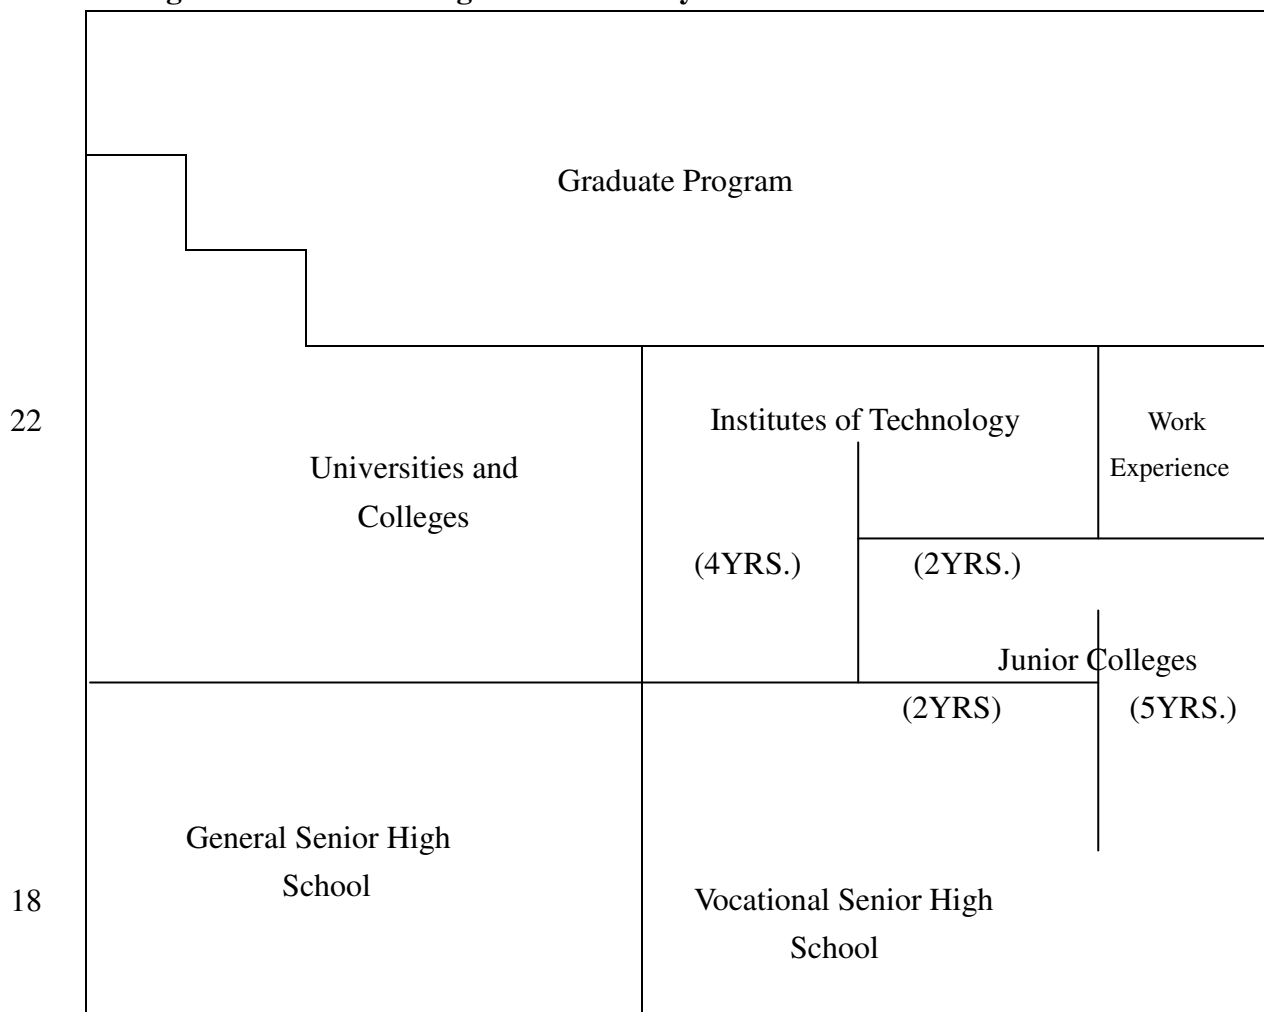 Graduate Program
22
Institutes of Technology
Work
Experience
Universities and
Colleges
(4YRS.)
(2YRS.)
Junior Colleges
(2YRS)
(5YRS.)
General Senior High
School
18
Vocational Senior High
School